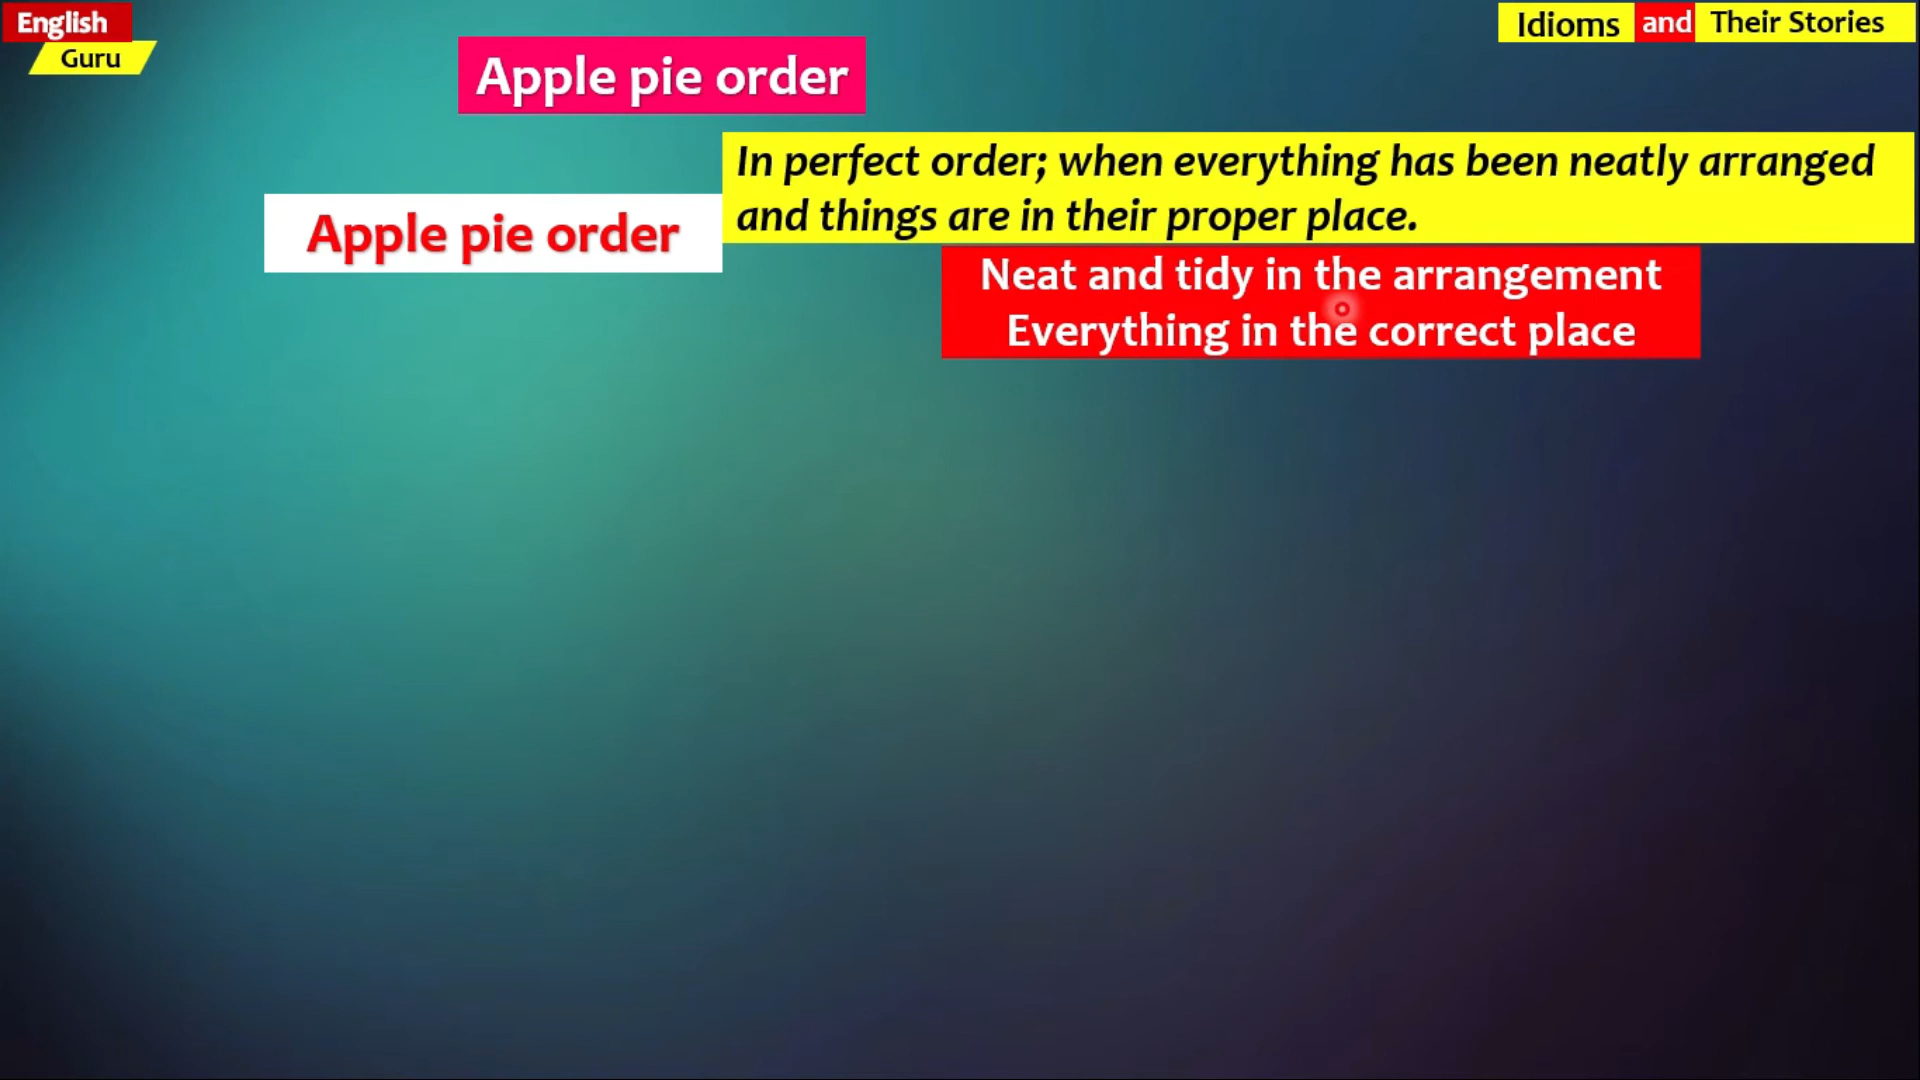 English
Guru
Idioms and Their Stories
Apple pie order
In perfect order; when everything has been neatly arranged
and things are in their proper place.
Apple pie order
Neat and tidy in the arrangement
Everything in the correct place